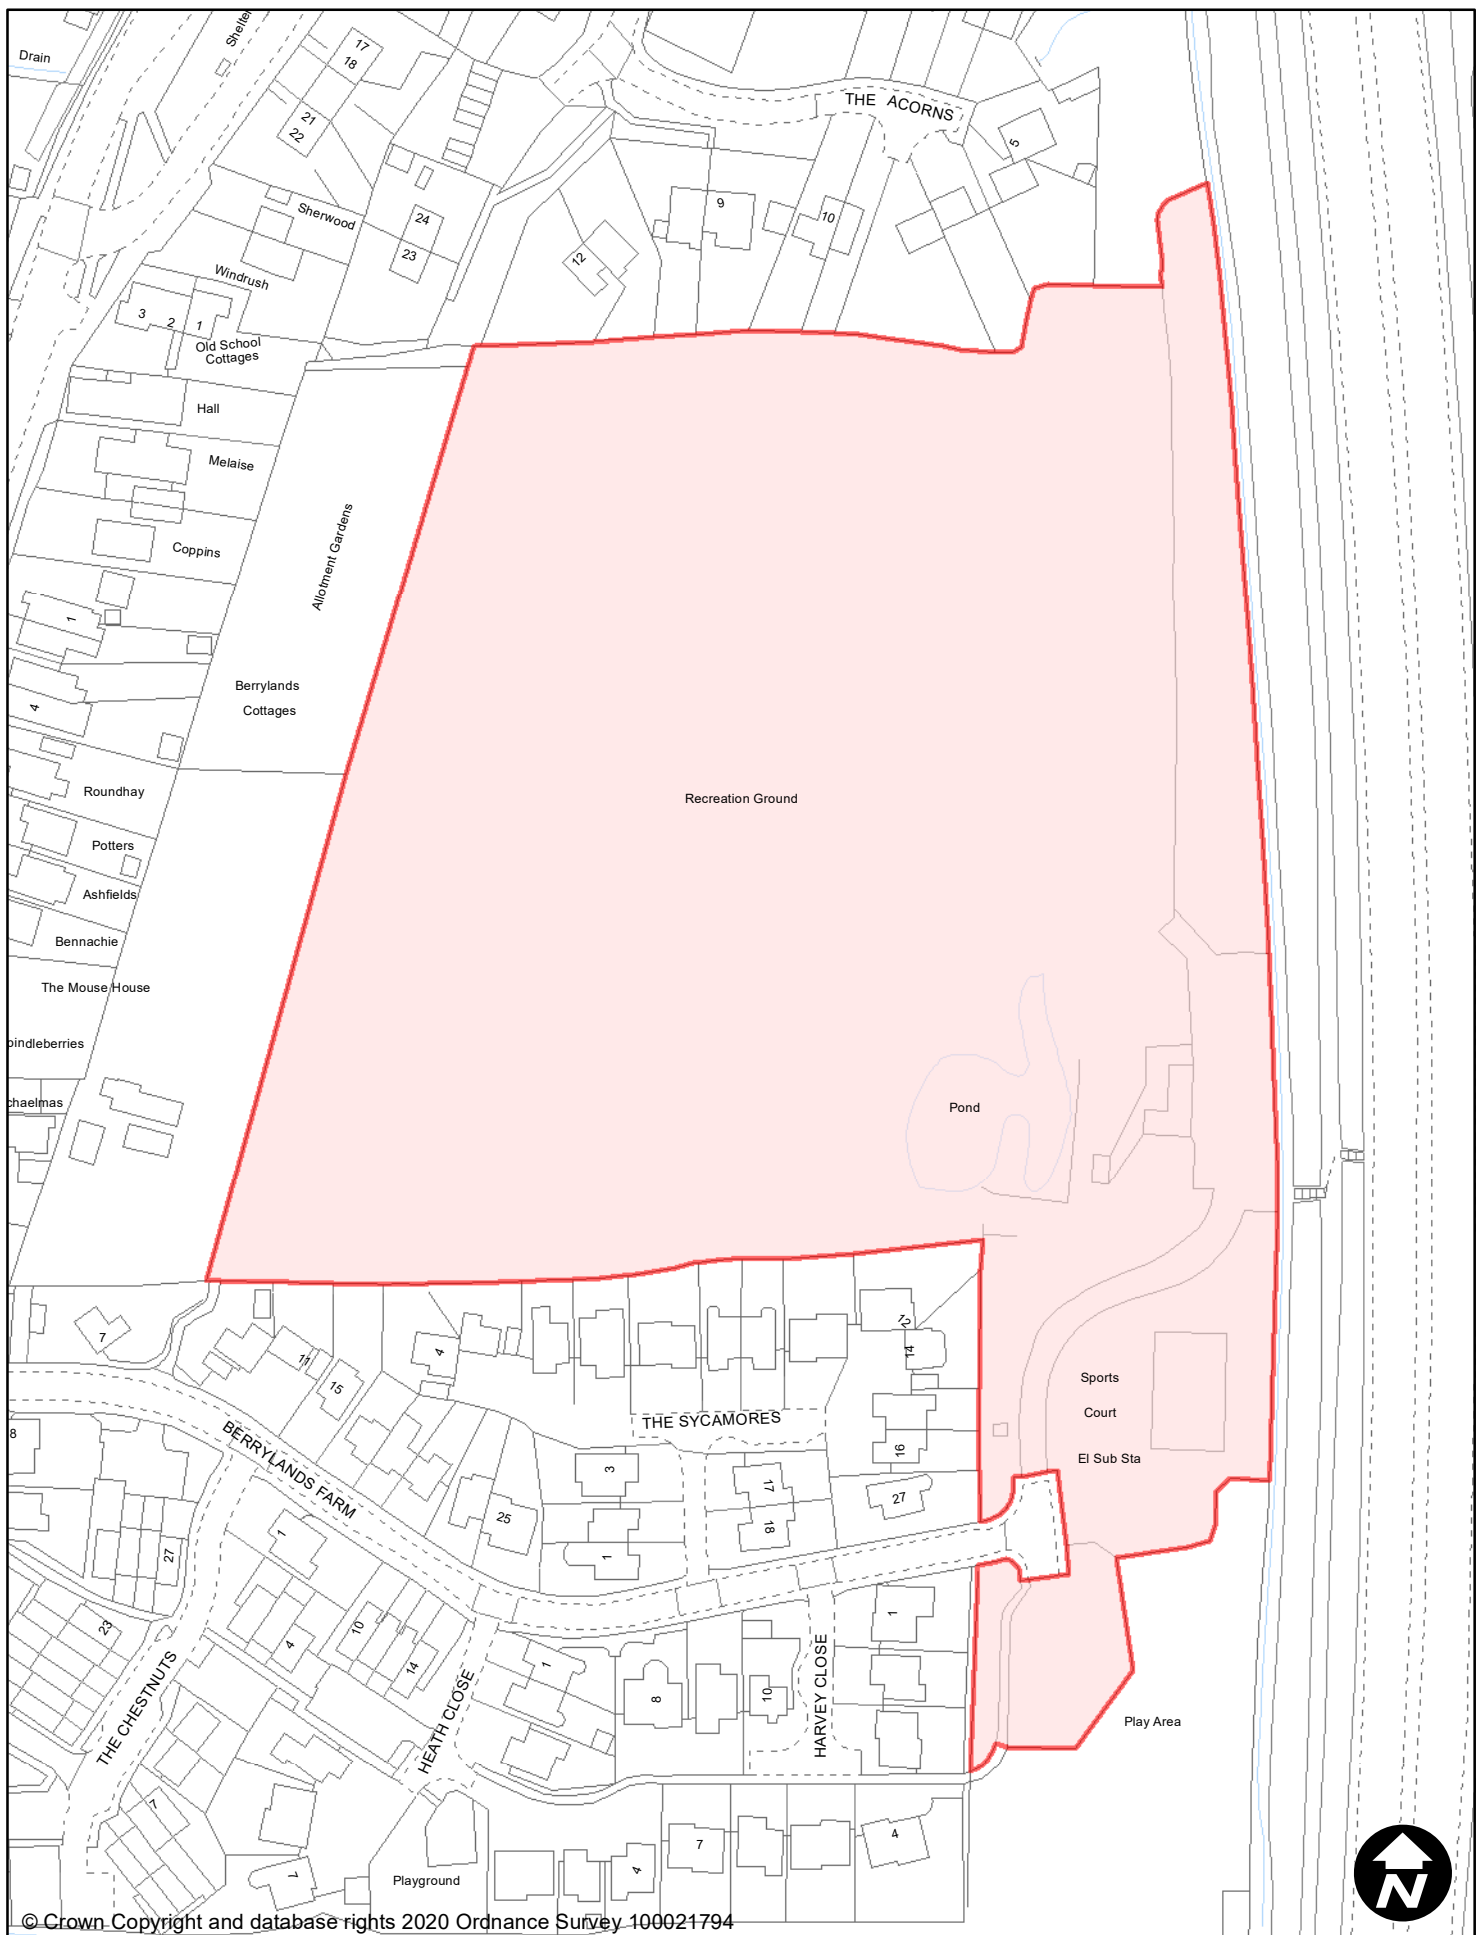 Drain
Shelter
17
18
21
22
THE ACORNS
5
Sherwood
24
23
9
10
12
Windrush
3
2
1
Old School
Cottages
Hall
Melaise
Coppins
Allotment Gardens
1
Berrylands
Cottages
4
Roundhay
Potters
Ashfields
Bennachie
The Mouse House
pindleberries
chaelmas
Recreation Ground
Pond
7
11
15
4
12
14
THE SYCAMORES
16
Sports
Court
El Sub Sta
8
BERRYLANDS FARM
3
17
18
27
25
1
27
1
23
4
10
14
1
8
10
1
HARVEY CLOSE
THE CHESTNUTS
HEATH CLOSE
Play Area
7
7
Playground
4
7
4
N
© Crown Copyright and database rights 2020 Ordnance Survey 100021794